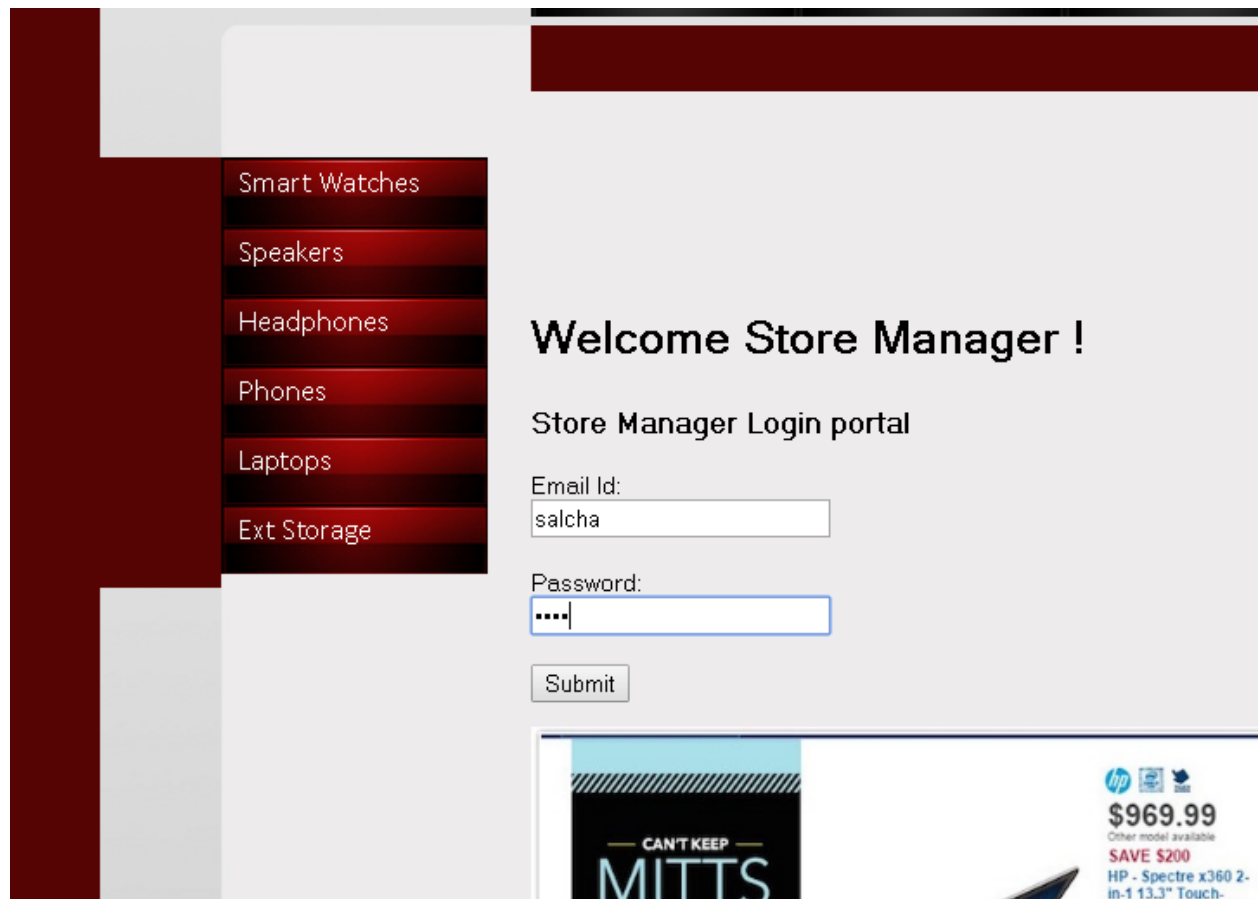 Smart Watches
Speakers
Headphones
Phones
Laptops
Ext Storage
Welcome Store Manager !
Store Manager Login portal
Email Id:
salcha
Password:
••••
Submit
CAN'T KEEP
MITTS
hp
$969.99
Other model available
SAVE $200
HP - Spectre x360 2-
in-1 13.3" Touch-